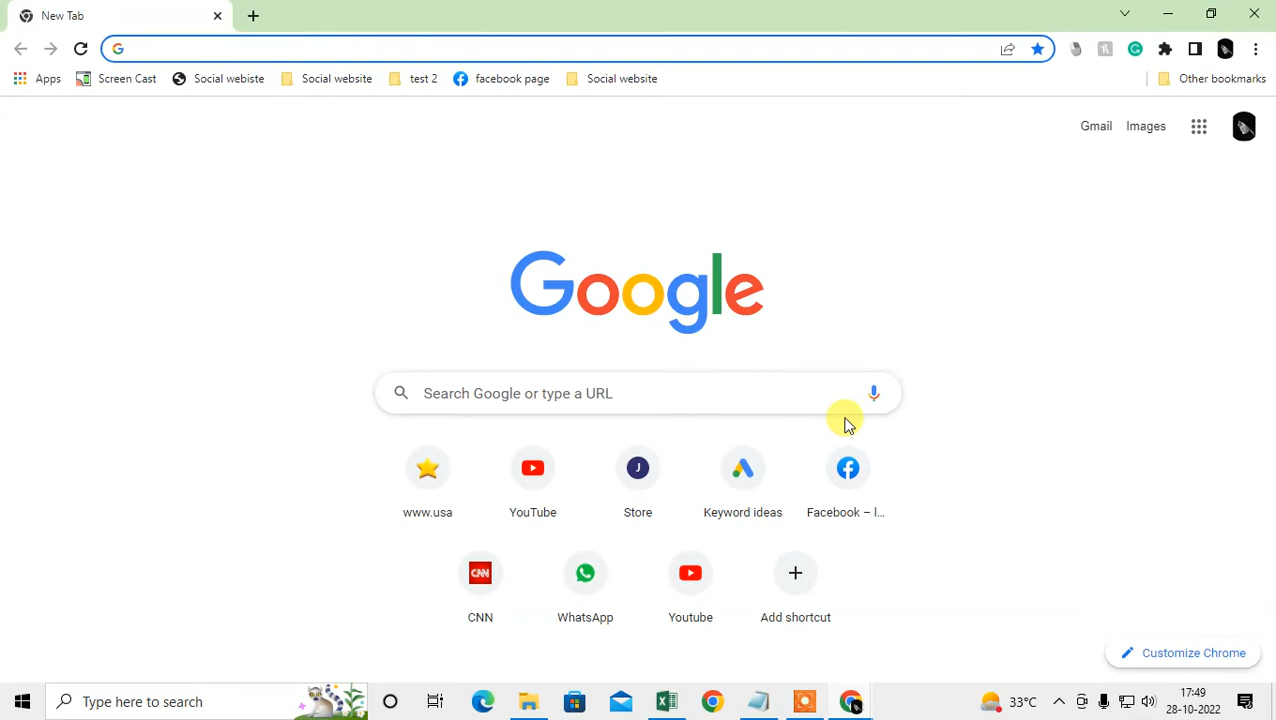 New Tab
Apps Screen Cast Social webiste Social website test 2 facebook page Social website Other bookmarks
Gmail Images
Google
Search Google or type a URL
J
www.usa YouTube Store Keyword ideas Facebook – l...
CNN
CNN WhatsApp Youtube Add shortcut
Customize Chrome
Type here to search 33°C 17:49
28-10-2022